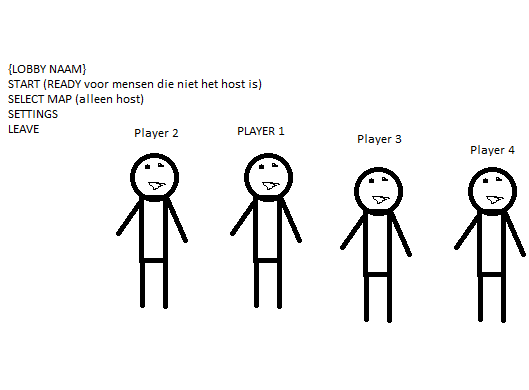 {LOBBY NAAM}
START (READY voor mensen die niet het host is)
SELECT MAP (alleen host)
SETTINGS
LEAVE
Player 2
PLAYER 1
Player 3
Player 4